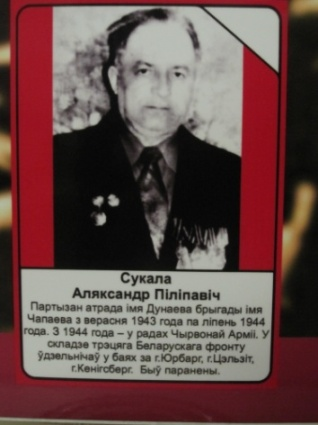 Сукала
Аляксандр Піліпавіч
Партызан атрада імя Дунаева брыгады імя
Чапаева з верасня 1943 года па ліпень 1944
года. З 1944 года – у радах Чырвонай Арміі. У
складзе трэцяга Беларускага фронту
ўдзельнічаў у баях за г.Юрбарг, г.Цэльзіт,
г.Кенігсберг. Быў паранены.